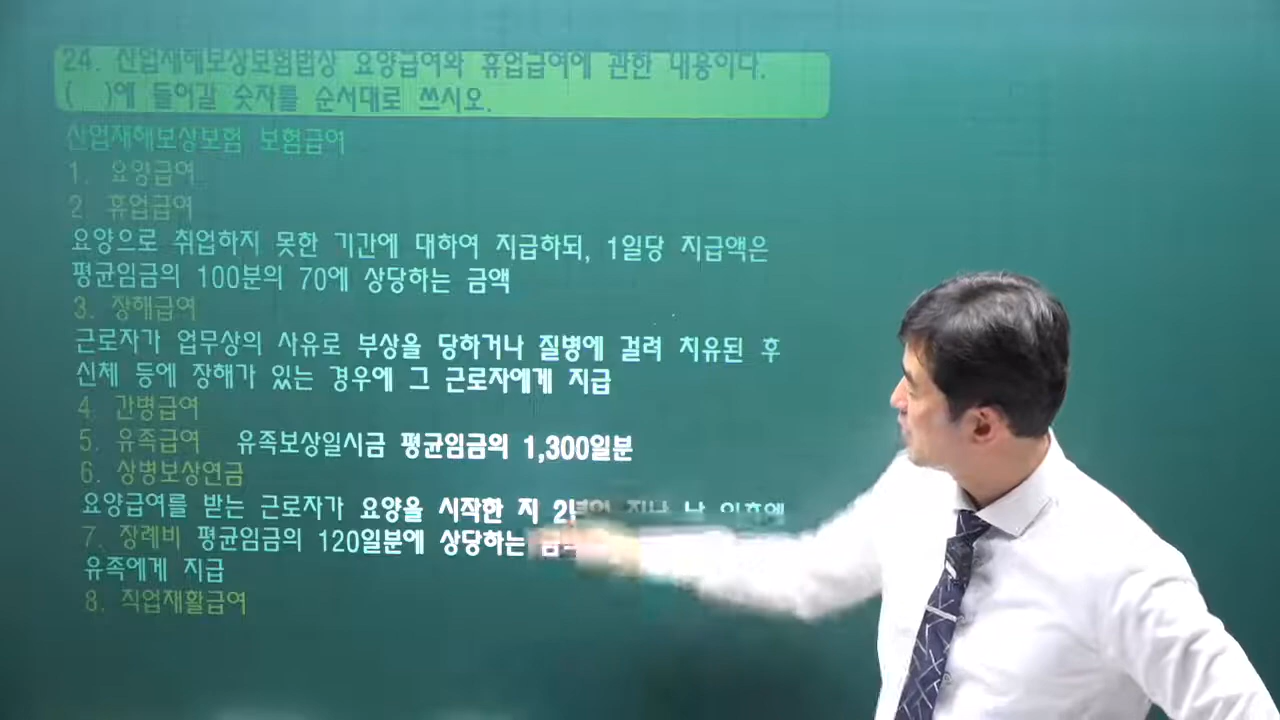 24. 산업재해보상보험법상 요양급여와 휴업급여에 관한 내용이다.
( )에 들어갈 숫자를 순서대로 쓰시오.
산업재해보상보험 보험급여
1. 요양급여
2. 휴업급여
요양으로 취업하지 못한 기간에 대하여 지급하되, 1일당 지급액은
평균임금의 100분의 70에 상당하는 금액
3. 장해급여
근로자가 업무상의 사유로 부상을 당하거나 질병에 걸려 치유된 후
신체 등에 장해가 있는 경우에 그 근로자에게 지급
4. 간병급여
5. 유족급여 유족보상일시금 평균임금의 1,300일분
6. 상병보상연금
요양급여를 받는 근로자가 요양을 시작한 지
7. 장례비 평균임금의 120일분에 상당하는
유족에게 지급
8. 직업재활급여